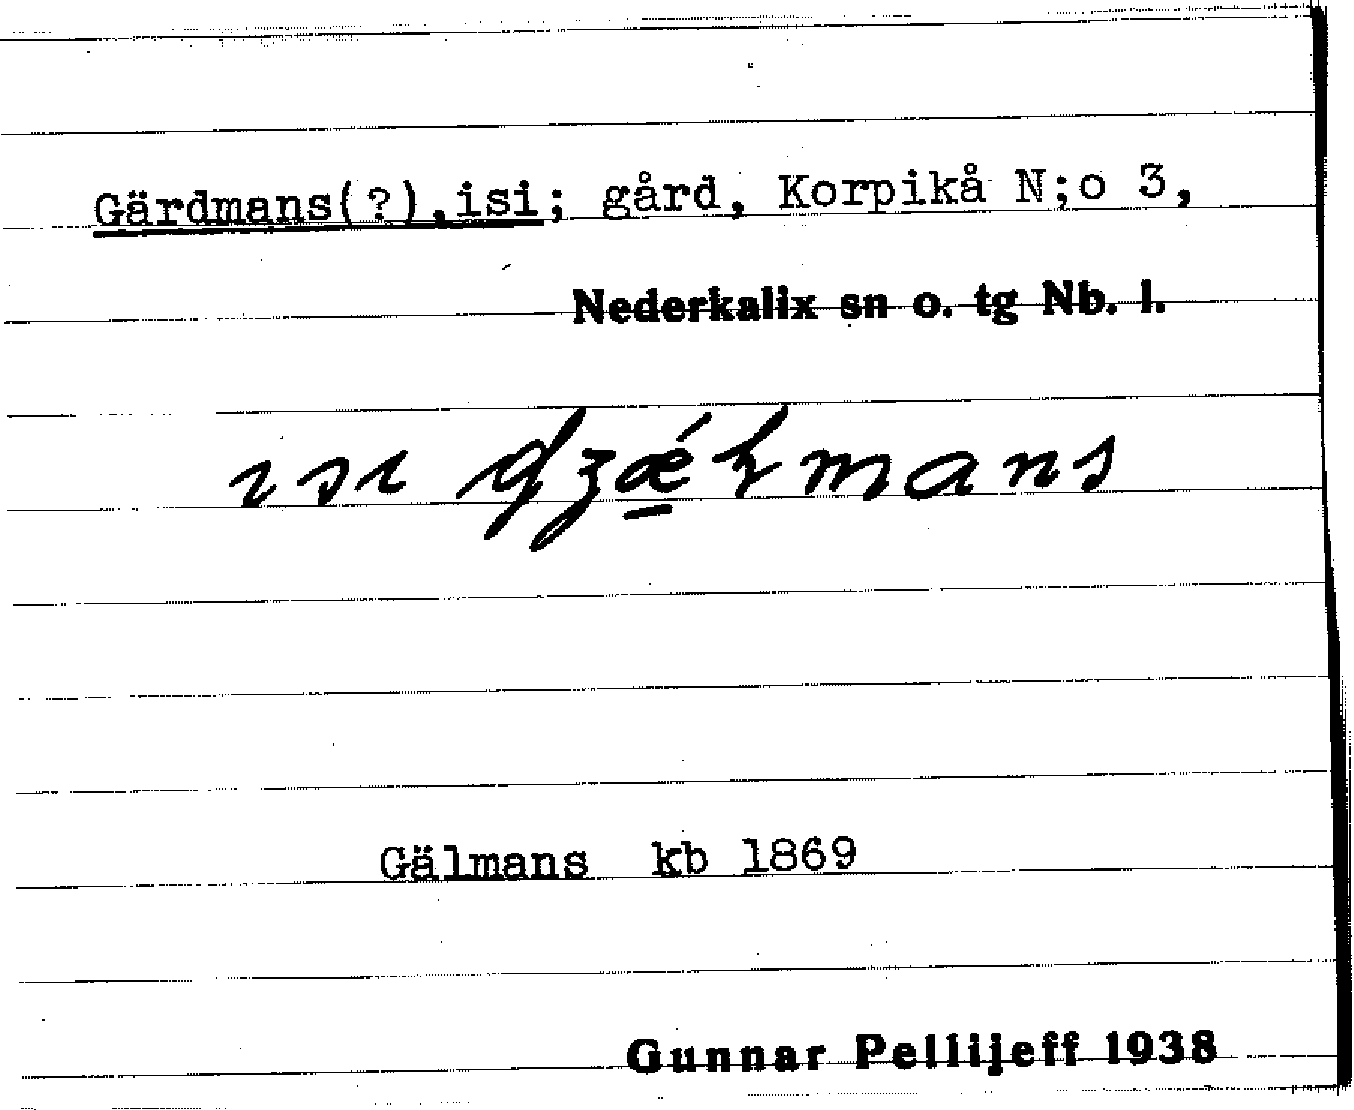 Gärdmans(?),isi; gård, Korpikå N;o 3,
Nederkalix sn o. tg Nb. l.
Gälmans kb 1869
Gunnar Pellijeff 1938